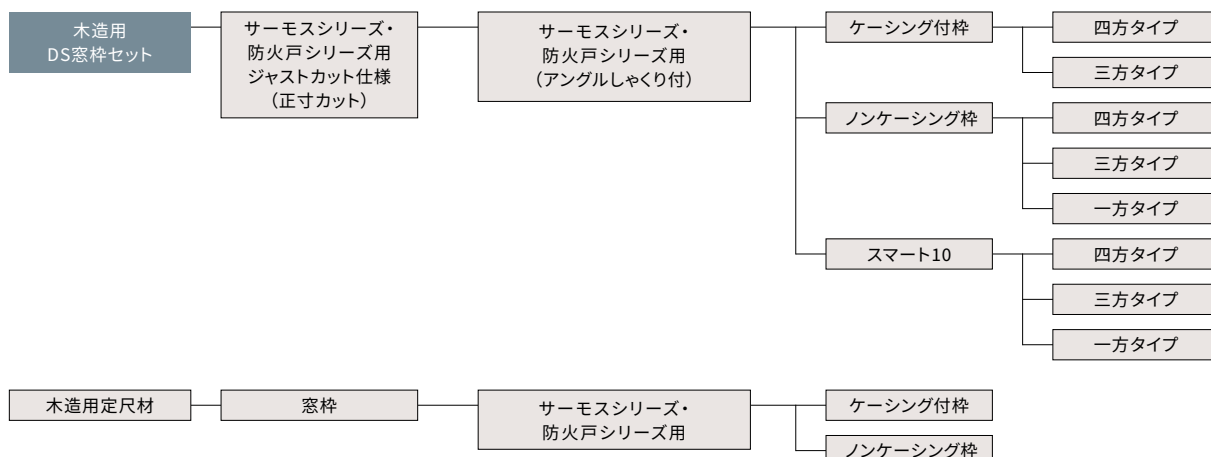 木造用
DS窓枠セット
サーモスシリーズ・
防火戸シリーズ用
ジャストカット仕様
（正寸カット）
サーモスシリーズ・
防火戸シリーズ用
（アングルしゃくり付）
ケーシング付枠
四方タイプ
三方タイプ
ノンケーシング枠
四方タイプ
三方タイプ
一方タイプ
スマート10
四方タイプ
三方タイプ
一方タイプ
木造用定尺材
窓枠
サーモスシリーズ・
防火戸シリーズ用
ケーシング付枠
ノンケーシング枠